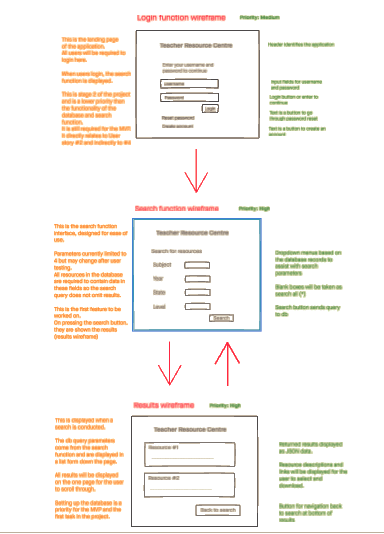 Login function wireframe
Priority: Medium
This is the landing page
of the application.
All users will be required to
login here.
When users login, the search
function is displayed.
This is stage 2 of the project
and is a lower priority than
the functionality of the
database and search
function.
It is still required for the MVP.
It directly relates to User
story #5 and indirectly to #3
Teacher Resource Centre
Enter your username and
password to continue
Username
Password
Login
Reset password
Create account
Header identifies the application
Input fields for username
and password
Login button or enter to
continue
Text is a button to go
through password reset
Text is a button to create an
account
Search function wireframe
Priority: High
This is the search function
interface, designed for ease of
use.
Parameters currently limited to
4 but may change after user
testing.
All resources in the database
are required to contain data in
these fields so the search
query does not omit results.
This is the first feature to be
worked on.
On pressing the search button,
they are shown the results
(results wireframe)
Teacher Resource Centre
Search for resources
Subject
Year
State
Level
Search
Dropdown menus based on
the database records to
assist with search
parameters
Blank boxes will be taken as
search all (*)
Search button sends query
to db
Results wireframe
Priority: High
This is displayed when a
search is conducted.
The db query parameters
come from the search
function and are displayed in
a list form down the page.
All results will be displayed
on the one page for the user
to scroll through.
Setting up the database is a
priority for the MVP and the
first task in the project.
Teacher Resource Centre
Resource #1
Resource #2
Back to search
Returned results displayed
as JSON data.
Resource descriptions and
links will be displayed for the
user to select and
download.
Button for navigation back
to search at bottom of
results